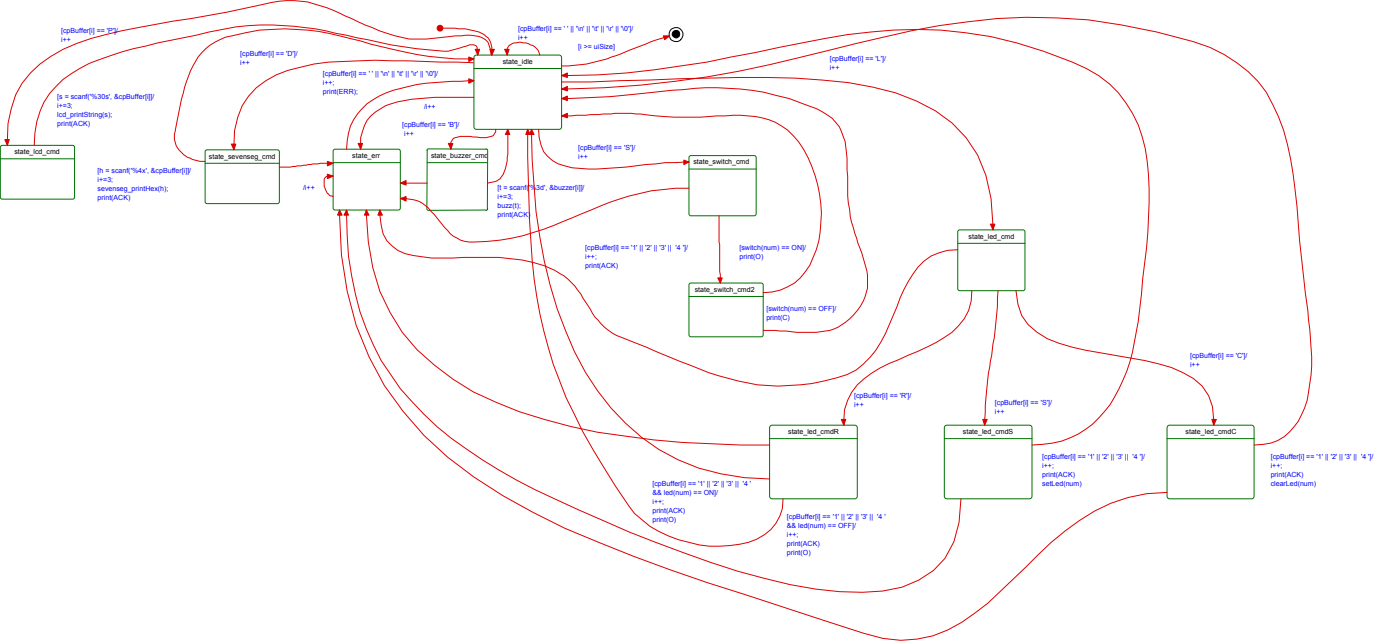 [cpBuffer[i] == 'P']/
i++
[cpBuffer[i] == ' ' || '\n' || '\t' || '\r' || '\0']/
i++
[i >= uiSize]
[cpBuffer[i] == 'D']/
i++
state_idle
[cpBuffer[i] == 'L']/
i++
[cpBuffer[i] == ' ' || '\n' || '\t' || '\r' || '\0']/
i++;
print(ERR);
[s = scanf('%30s', &cpBuffer[i]]/
i+=3;
lcd_printString(s);
print(ACK)
/i++
[cpBuffer[i] == 'B']/
i++
state_lcd_cmd
state_sevenseg_cmd
state_err
state_buzzer_cmd
[cpBuffer[i] == 'S']/
i++
state_switch_cmd
[h = scanf('%4x', &cpBuffer[i]]/
i+=3;
sevenseg_printHex(h);
print(ACK)
/i++
[t = scanf('%3d', &buzzer[i]]/
i+=3;
buzz(t);
print(ACK)
[cpBuffer[i] == '1' || '2' || '3' || '4 ']/
i++;
print(ACK)
[switch(num) == ON]/
print(O)
state_led_cmd
state_switch_cmd2
[switch(num) == OFF]/
print(C)
[cpBuffer[i] == 'C']/
i++
[cpBuffer[i] == 'R']/
i++
[cpBuffer[i] == 'S']/
i++
state_led_cmdR
state_led_cmdS
state_led_cmdC
[cpBuffer[i] == '1' || '2' || '3' || '4 ']/
i++;
print(ACK)
setLed(num)
[cpBuffer[i] == '1' || '2' || '3' || '4 ']/
i++;
print(ACK)
clearLed(num)
[cpBuffer[i] == '1' || '2' || '3' || '4 '
&& led(num) == ON]/
i++;
print(ACK)
print(O)
[cpBuffer[i] == '1' || '2' || '3' || '4 '
&& led(num) == OFF]/
i++;
print(ACK)
print(O)